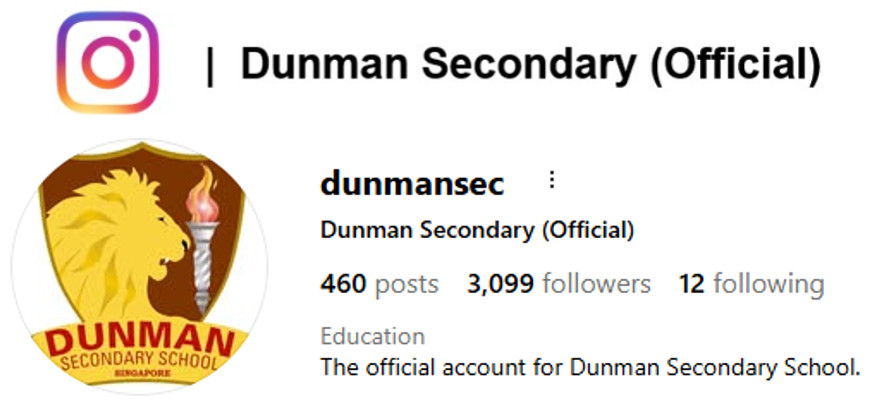 | Dunman Secondary (Official)
dunmansec
Dunman Secondary (Official)
460 posts 3,099 followers 12 following
Education
The official account for Dunman Secondary School.
DUNMAN
SECONDARY SCHOOL
SINGAPORE